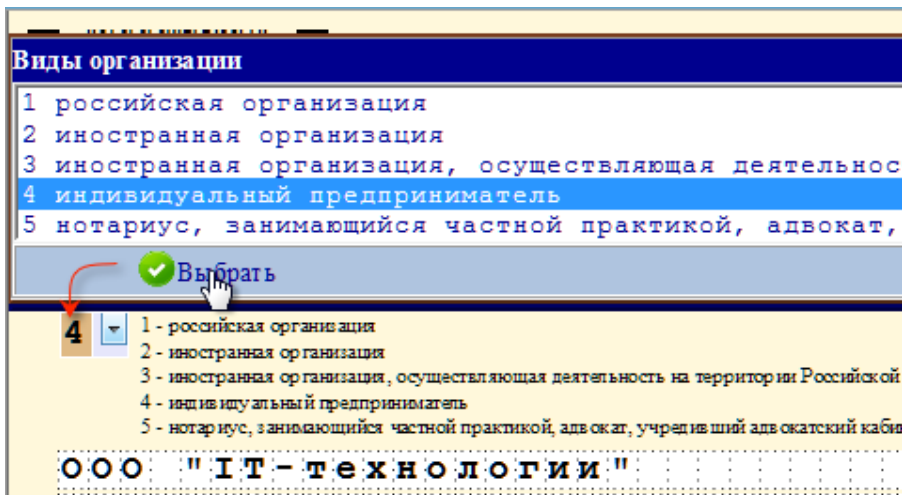 Виды организации
1 российская организация
2 иностранная организация
3 иностранная организация, осуществляющая
4 индивидуальный предприниматель
5 нотариус, занимающийся частной практикой, адвокат,
Выбрать
4
1 - российская организация
2 - иностранная организация
3 - иностранная организация, осуществляющая деятельность на территории Российской
4 - индивидуальный предприниматель
5 - нотариус, занимающийся частной практикой, адвокат, учредивший адвокатский
ООО "IT-технологии"